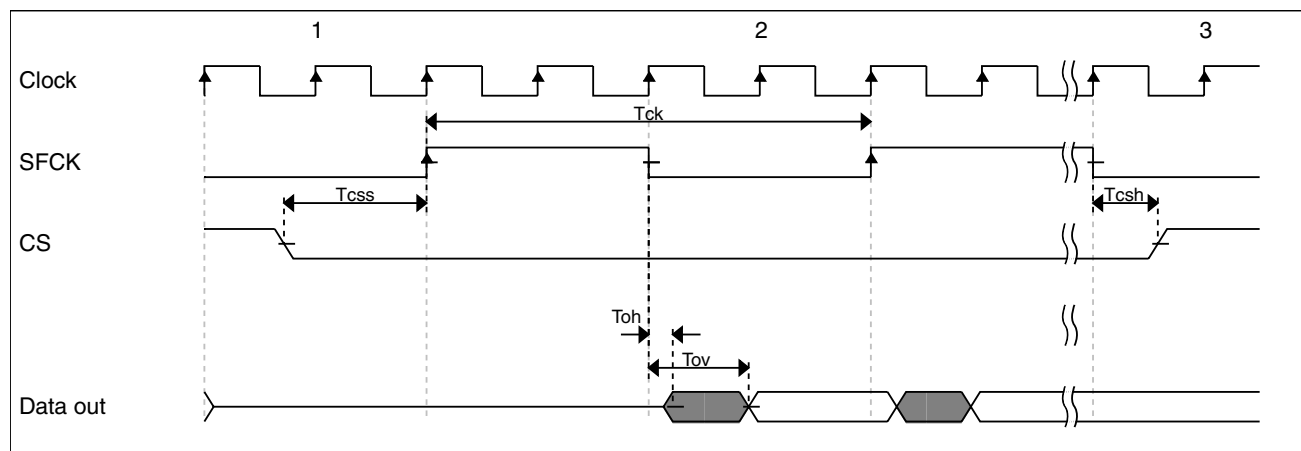 1 2 3
Clock
Tck
SFCK
Tcss Tcsh
CS
Toh
Tov
Data out